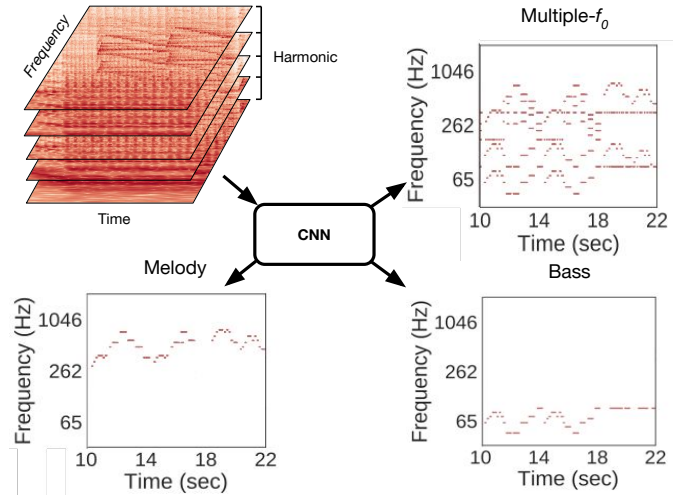 Frequency
Harmonic
Time
CNN
Multiple-f₀
Frequency (Hz)
1046
262
65
10 14 18 22
Time (sec)
Melody
Frequency (Hz)
1046
262
65
10 14 18 22
Time (sec)
Bass
Frequency (Hz)
1046
262
65
10 14 18 22
Time (sec)